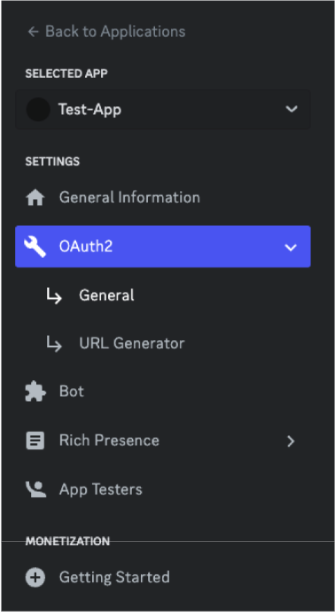 ← Back to Applications
SELECTED APP
Test-App
SETTINGS
General Information
OAuth2
General
URL Generator
Bot
Rich Presence
App Testers
MONETIZATION
Getting Started